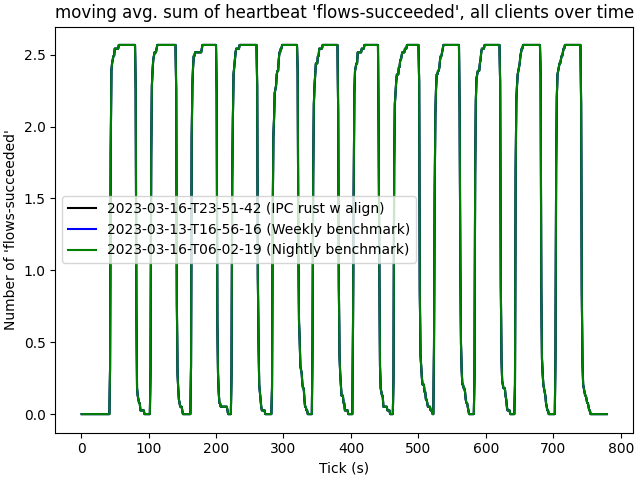 moving avg. sum of heartbeat 'flows-succeeded', all clients over time
Number of 'flows-succeeded'
2.5
2.0
1.5
1.0
0.5
0.0
2023-03-16-T23-51-42 (IPC rust w align)
2023-03-13-T16-56-16 (Weekly benchmark)
2023-03-16-T06-02-19 (Nightly benchmark)
0 100 200 300 400 500 600 700 800
Tick (s)